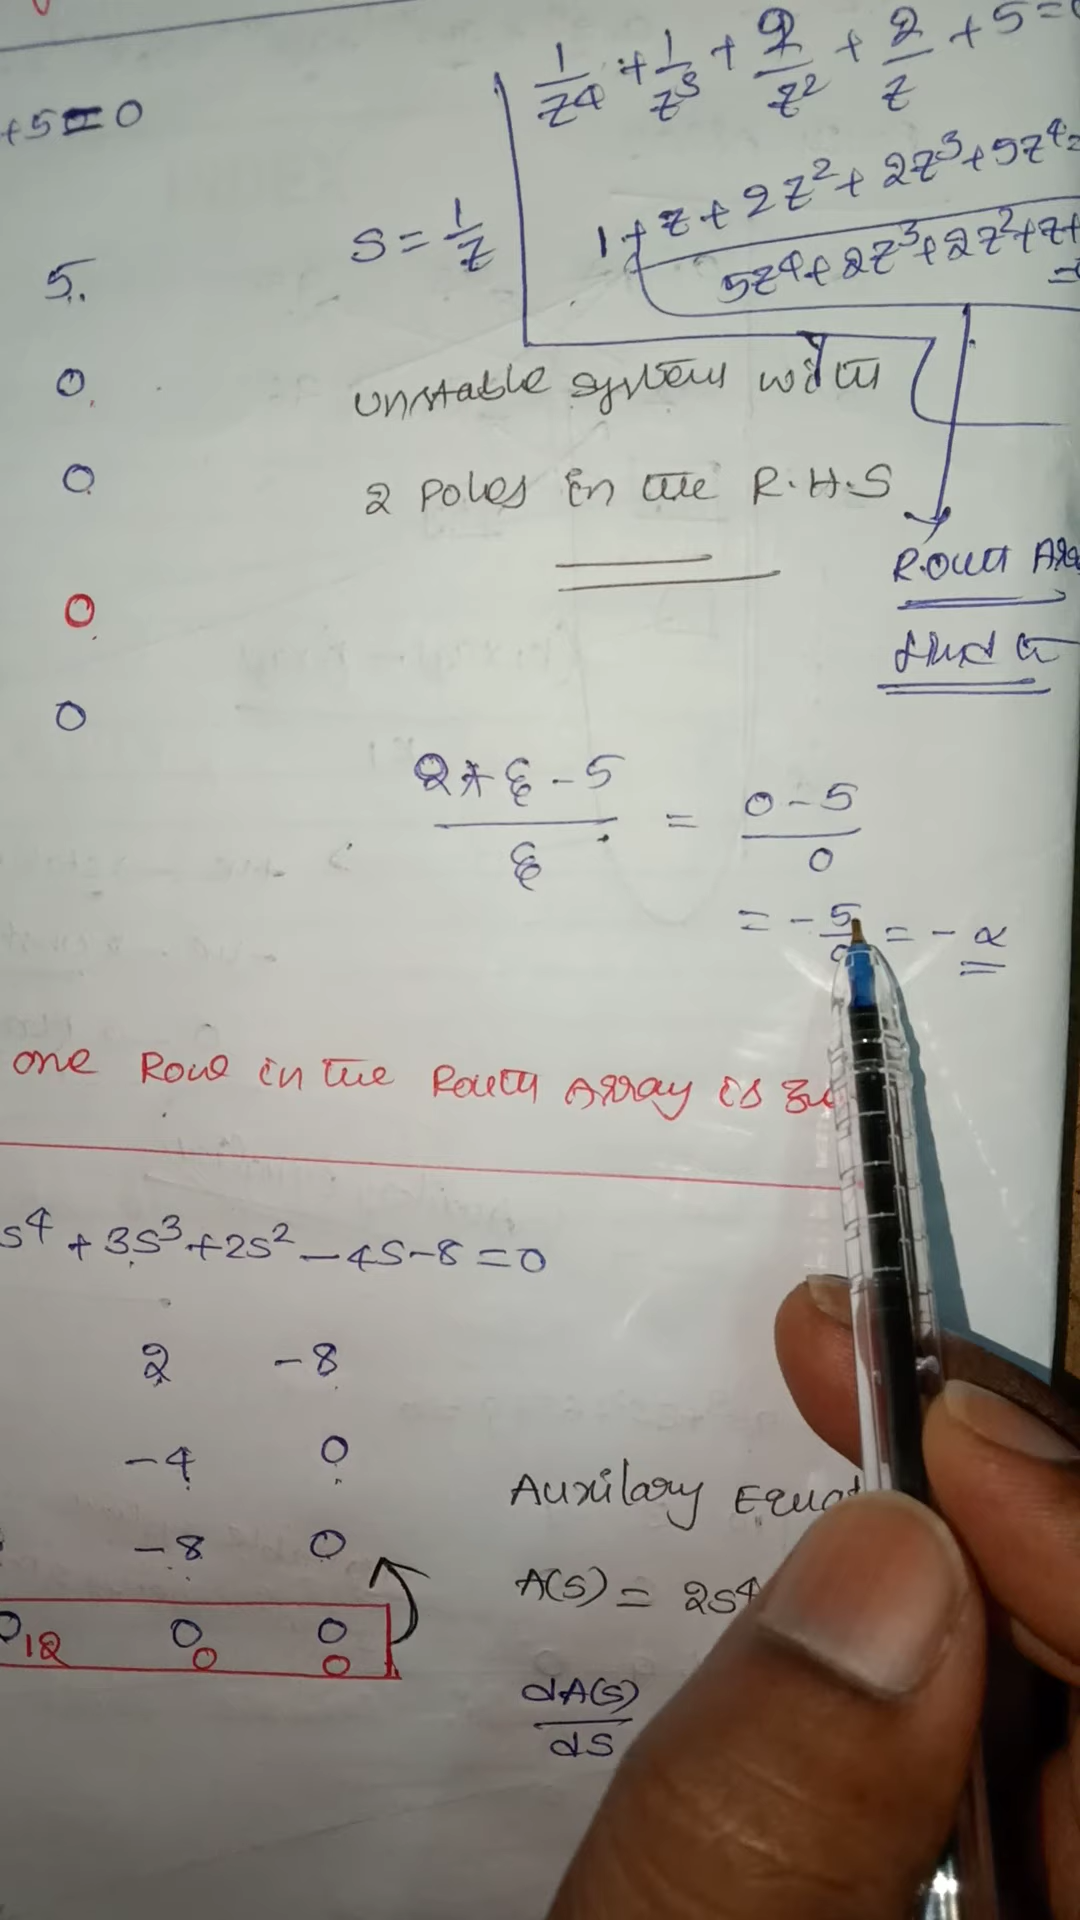 1/z4 + 1/z3 + 2/z2 + 2/z + 5 =
+5=0
1+z+2z2+2z3+5z4=
S = 1/z
5z4+2z3+2z2+z+
=
5.
0
unstable system with
0
2 Poles in the R.H.S
Routh
0
0
2*ε-5/ε = 0-5/0
= -5/ = -α
one Row in the Routh Array is
s4+3s3+2s2-4s-8=0
2 -8
-4 0
-8 0
Auxilary
A(s) = 2s4
0 0
12 0 0
dA(s)/ds